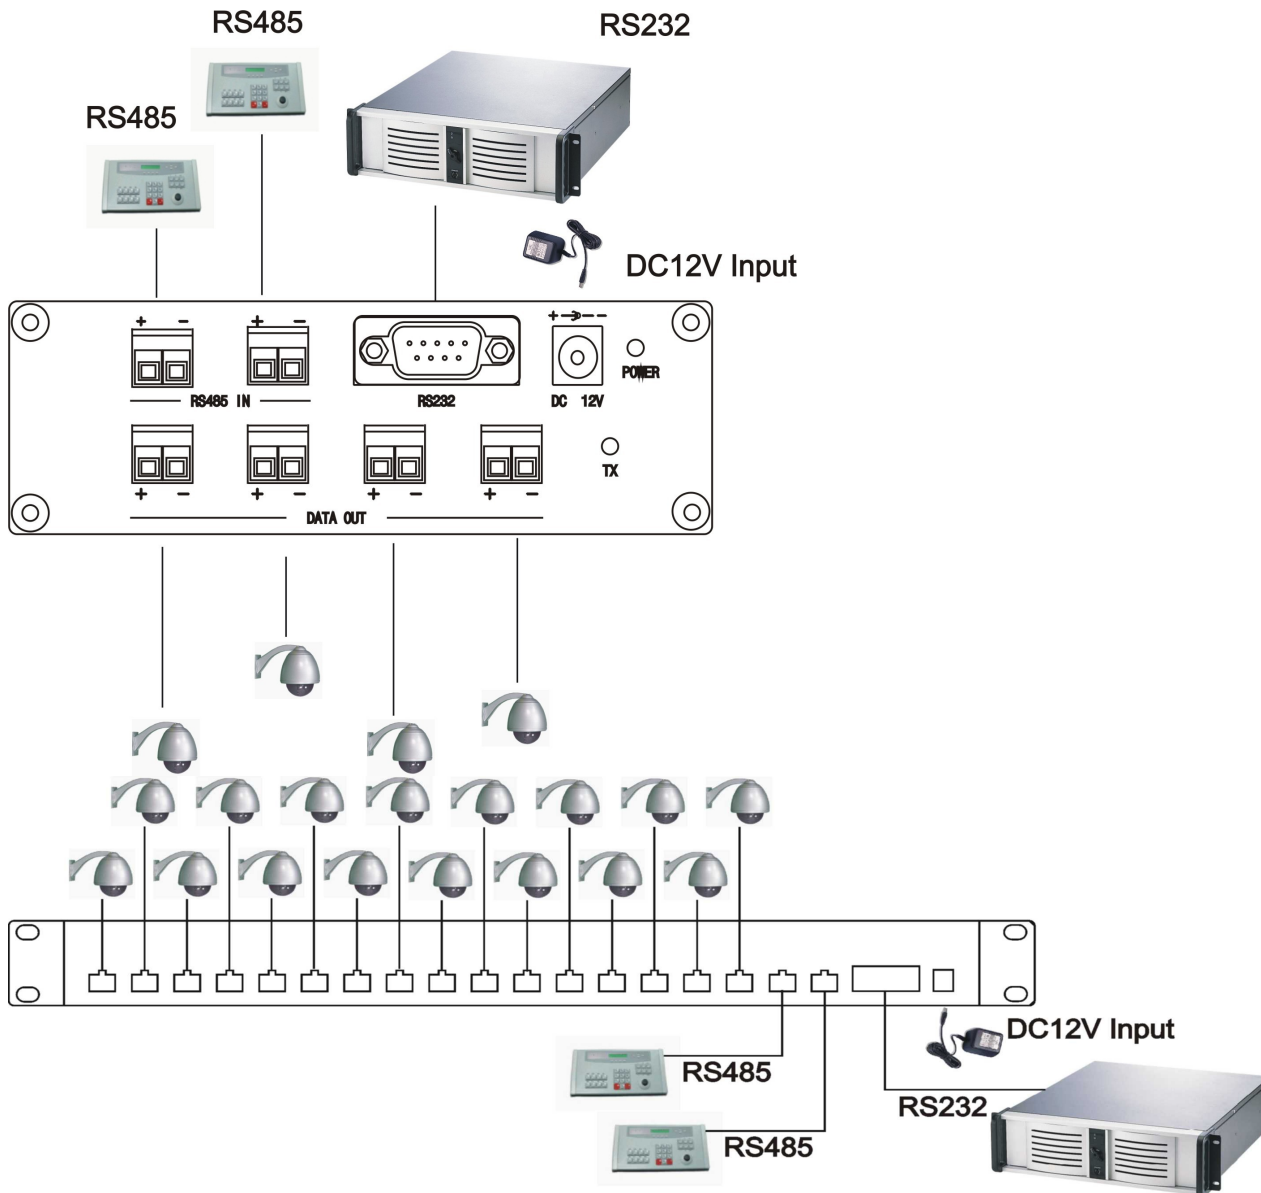 RS485
RS232
RS485
DC12V Input
+ - + - + - -
POWER
RS485 IN
RS232
DC 12V
TX
+ - + - + - + -
DATA OUT
DC12V Input
RS485
RS232
RS485